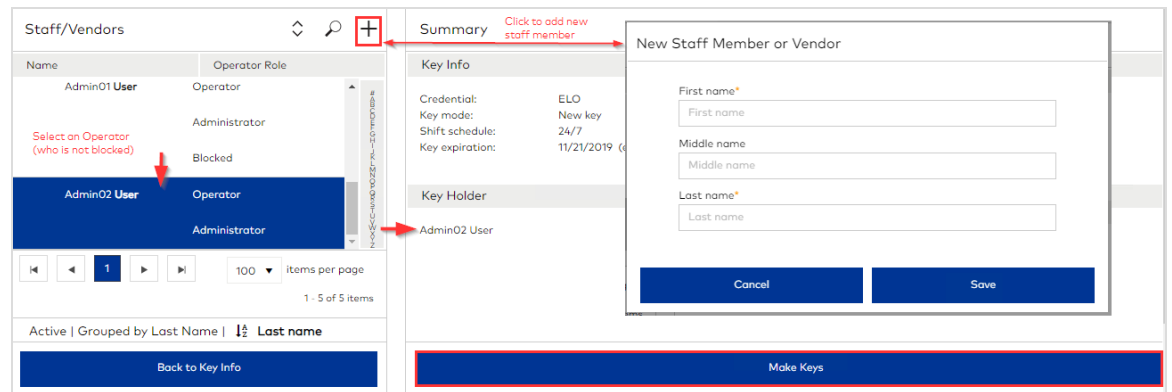 Staff/Vendors
Name Operator Role
Admin01 User Operator
Administrator
Select an Operator
(who is not blocked)
Blocked
Admin02 User Operator
Administrator
#
A
B
C
D
E
F
G
H
I
J
K
L
M
N
O
P
Q
R
S
T
U
V
W
X
Y
Z
1
100 items per page
1 - 5 of 5 items
Active | Grouped by Last Name | Last name
Back to Key Info
Summary
Click to add new
staff member
Key Info
Credential: ELO
Key mode: New key
Shift schedule: 24/7
Key expiration: 11/21/2019 (
Key Holder
Admin02 User
New Staff Member or Vendor
First name*
First name
Middle name
Middle name
Last name*
Last name
Cancel Save
Make Keys